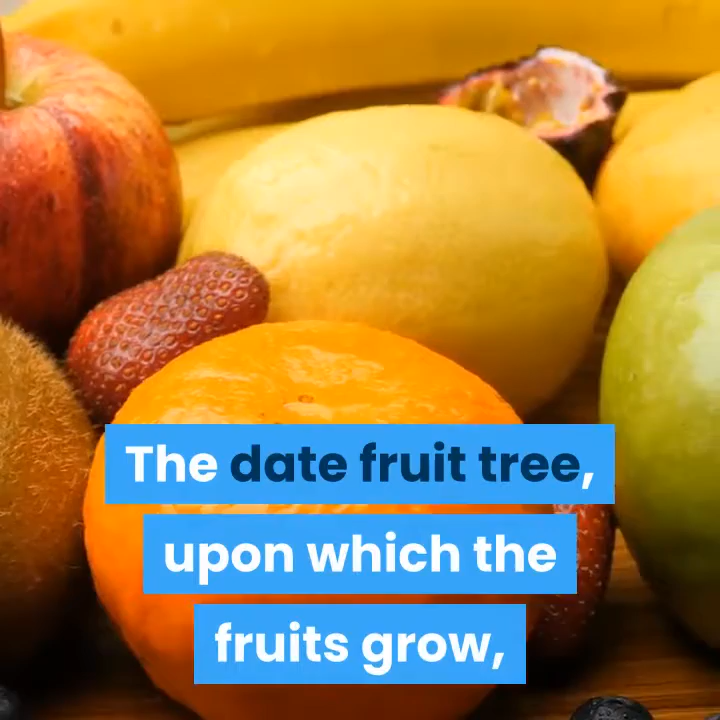 The date fruit tree,
upon which the
fruits grow,